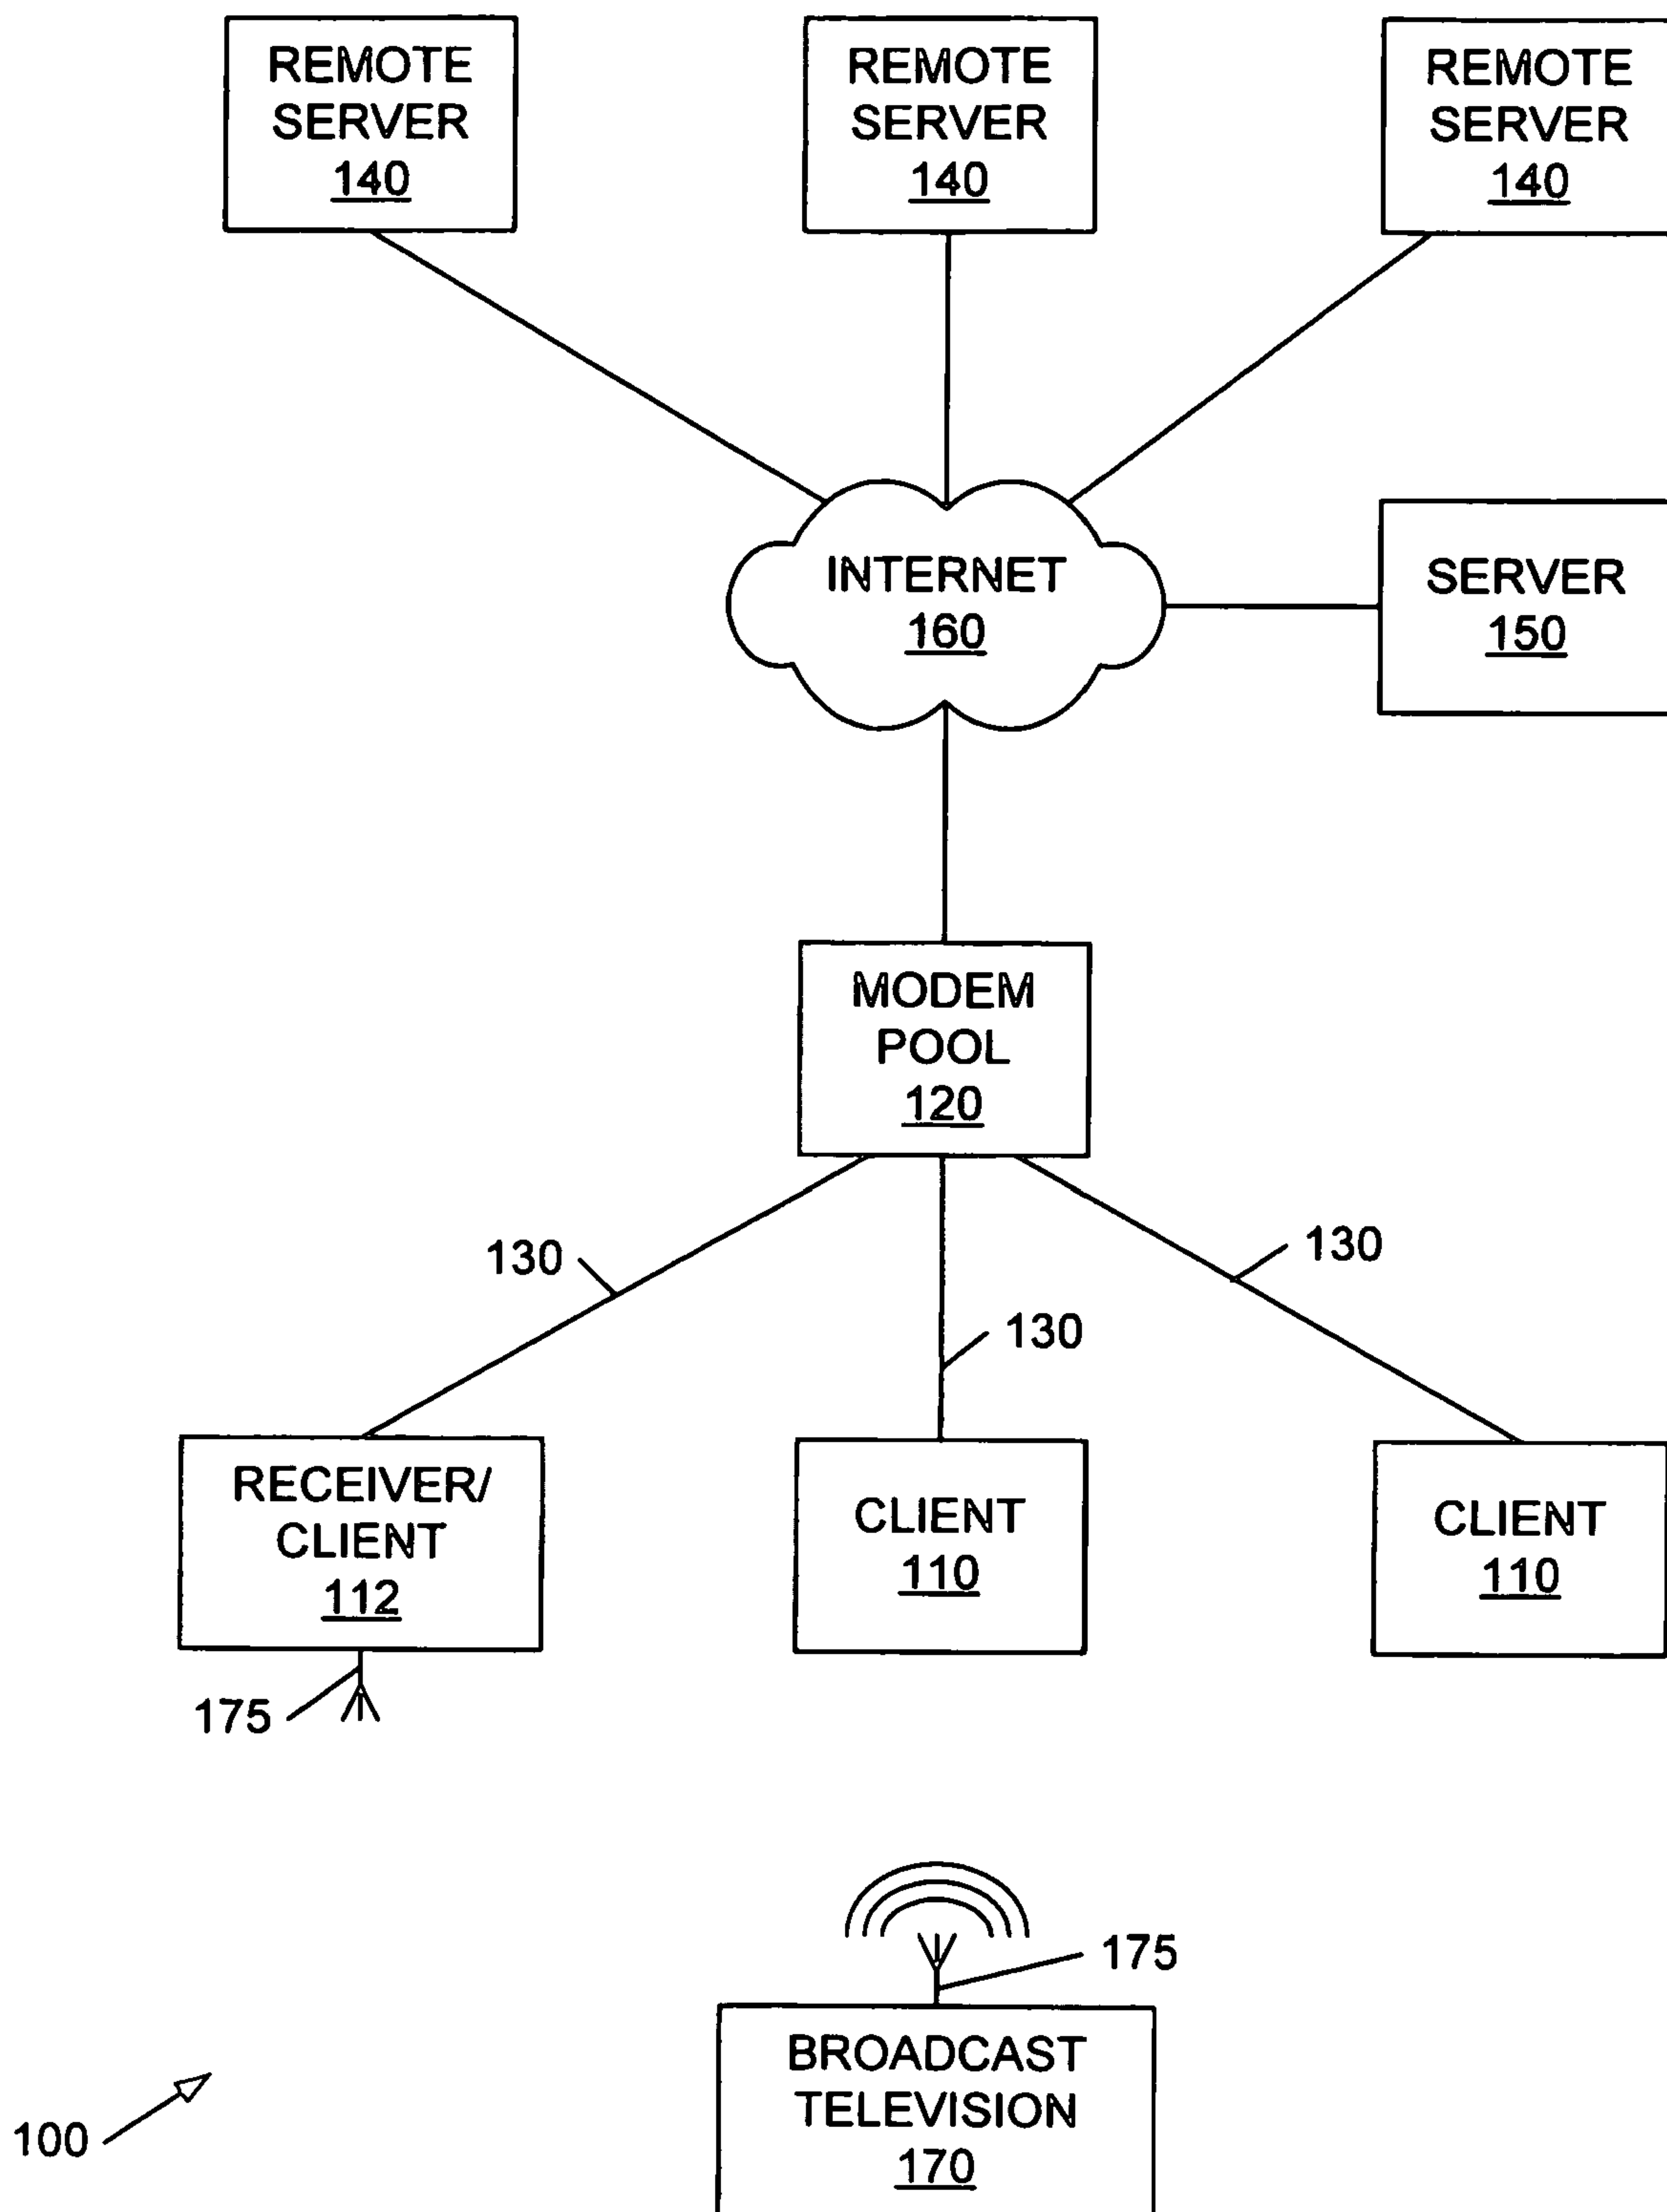 REMOTE
SERVER
140
REMOTE
SERVER
140
REMOTE
SERVER
140
INTERNET
160
SERVER
150
MODEM
POOL
120
130
130
130
RECEIVER/
CLIENT
112
CLIENT
110
CLIENT
110
175
175
BROADCAST
TELEVISION
170
100